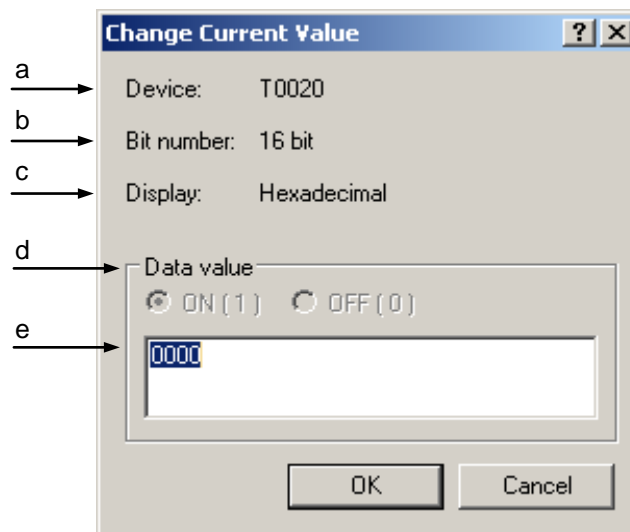 Change Current Value
a Device: T0020
b Bit number: 16 bit
c Display: Hexadecimal
d Data value
ON ( 1 ) OFF ( 0 )
e 0000
OK Cancel